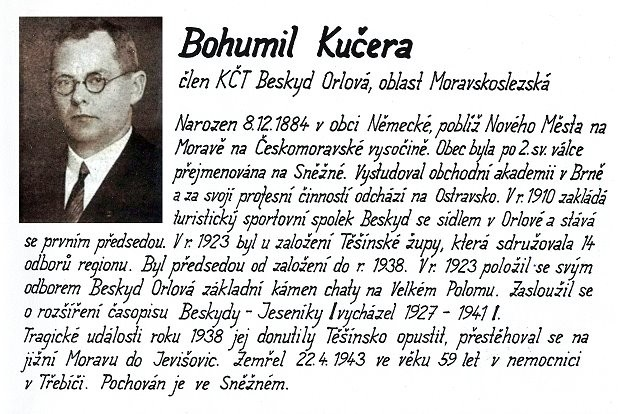 Bohumil Kučera
člen KČT Beskyd Orlová, oblast Moravskoslezská
Narozen 8.12.1884 v obci Německé, poblíž Nového Města na
Moravě na Českomoravské vysočině. Obec byla po 2.sv. válce
přejmenována na Sněžné. Vystudoval obchodní akademii v Brně
a za svojí profesní činností odchází na Ostravsko. V r. 1910 zakládá
turistický sportovní spolek Beskyd se sídlem v Orlové a stává
se prvním předsedou. V r. 1923 byl u založení Těšínské župy, která sdružovala 14
odborů regionu. Byl předsedou od založení do r. 1938. V r. 1923 položil se svým
odborem Beskyd Orlová základní kámen chaty na Velkém Polomu. Zasloužil se
o rozšíření časopisu Beskydy - Jeseníky /vycházel 1927 - 1941 /.
Tragické události roku 1938 jej donutily Těšínsko opustit, přestěhoval se na
jižní Moravu do Jevišovic. Zemřel 22.4.1943 ve věku 59 let v nemocnici
v Třebíči. Pochován je ve Sněžném.